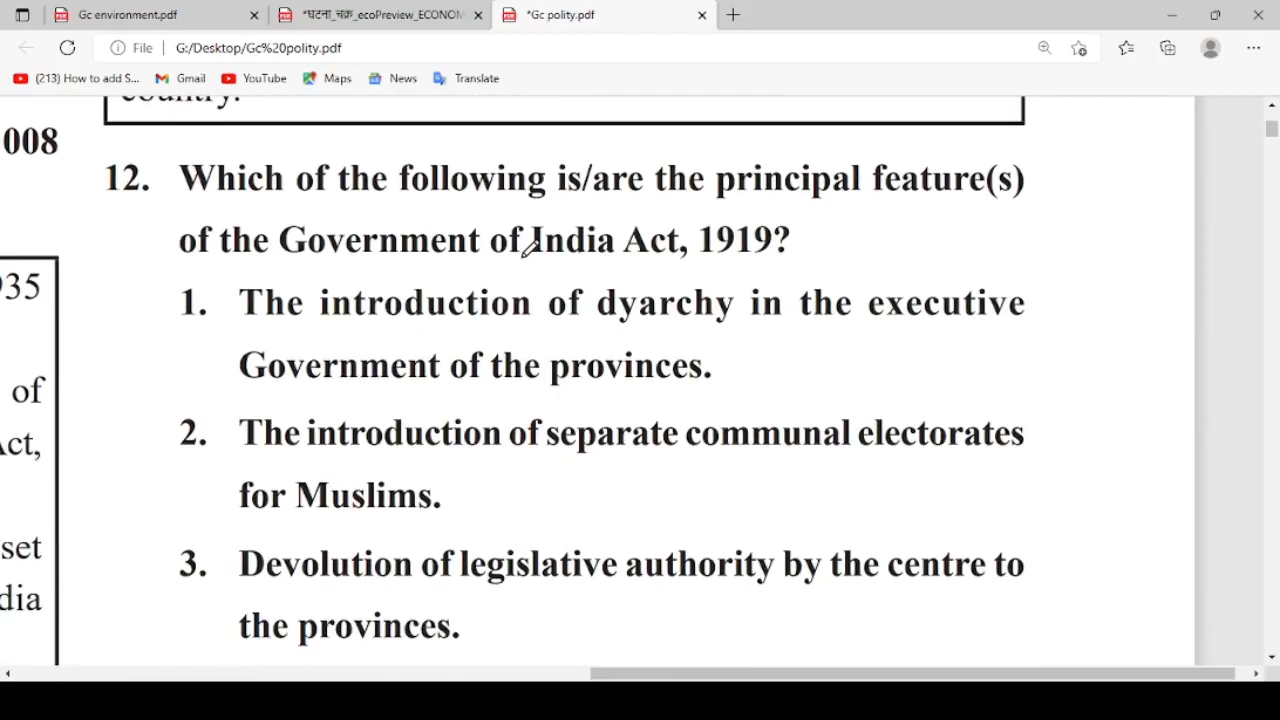 Gc environment.pdf
*घटना_चक्र_ecoPreview_ECONOM
*Gc polity.pdf
File
G:/Desktop/Gc%20polity.pdf
(213) How to add S...
Gmail
YouTube
Maps
News
Translate
country.
008
12. Which of the following is/are the principal feature(s)
of the Government of India Act, 1919?
935
1. The introduction of dyarchy in the executive
Government of the provinces.
of
Act,
2. The introduction of separate communal electorates
for Muslims.
set
3. Devolution of legislative authority by the centre to
dia
the provinces.